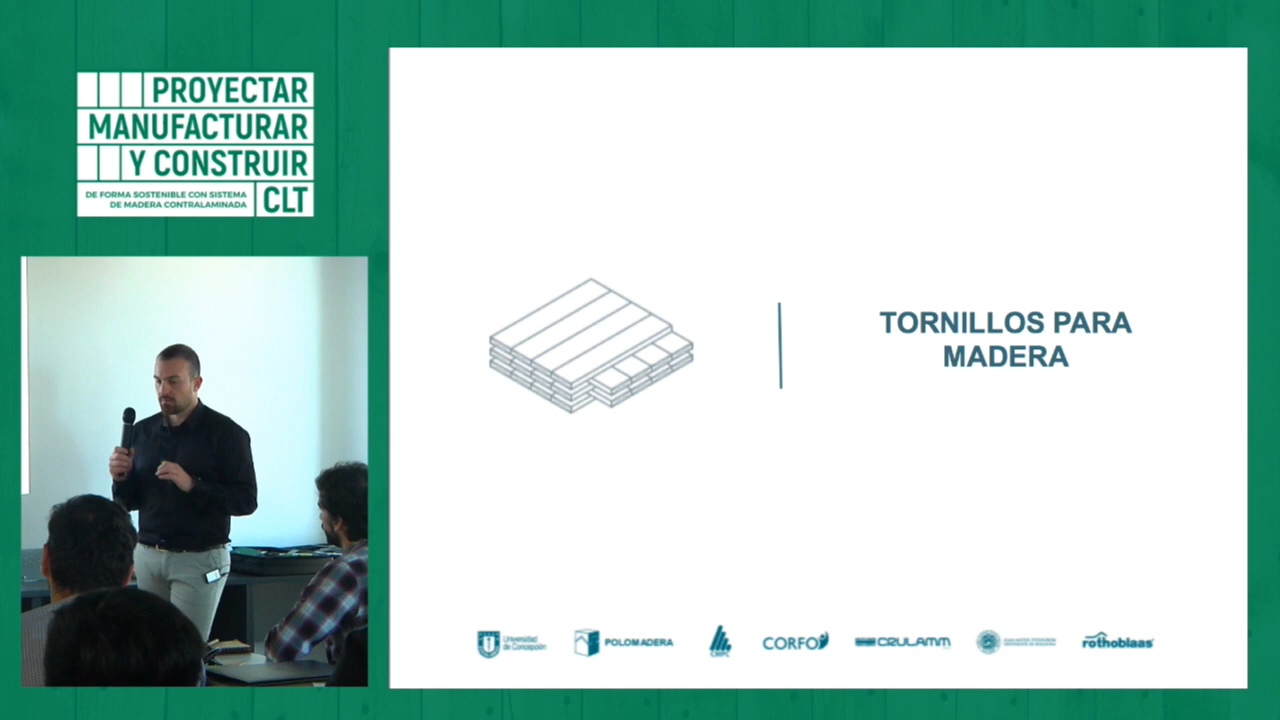 PROYECTAR
MANUFACTURAR
Y CONSTRUIR
DE FORMA SOSTENIBLE CON SISTEMA
DE MADERA CONTRALAMINADA
CLT
TORNILLOS PARA
MADERA
Universidad
de Concepción
POLOMADERA
CMPC
CORFO
CRULAMM
rothoblaas